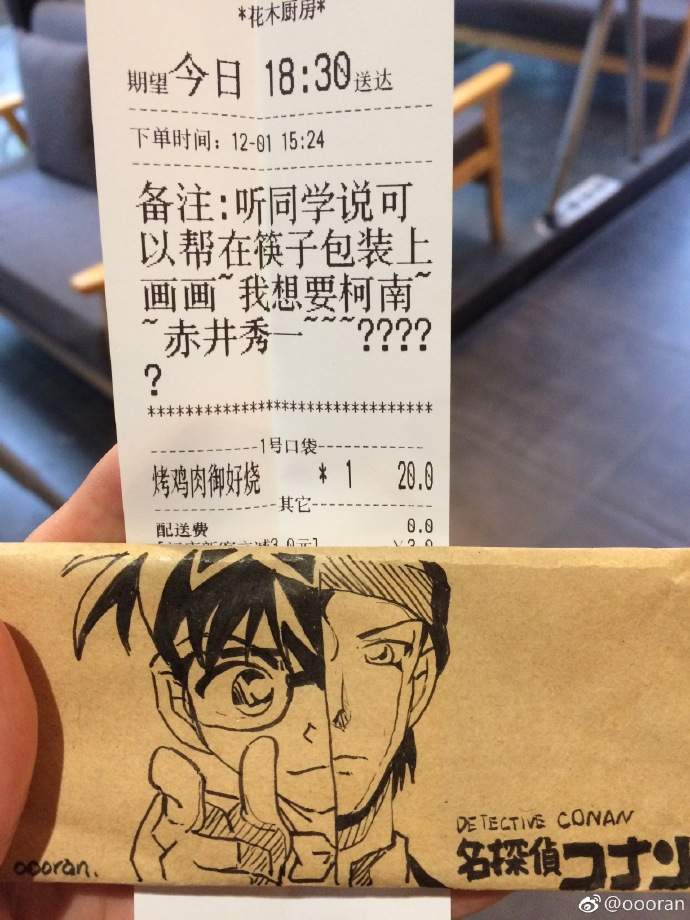 *花木厨房*
期望今日 18:30送达
下单时间: 12-01 15:24
备注:听同学说可
以帮在筷子包装上
画画~我想要柯南~
~赤井秀一~~~????
?
********************************
1号口袋
烤鸡肉御好烧 * 1 20.0
其它
配送费 0.0
DETECTIVE CONAN
名探偵コナン
oooran.
@oooran